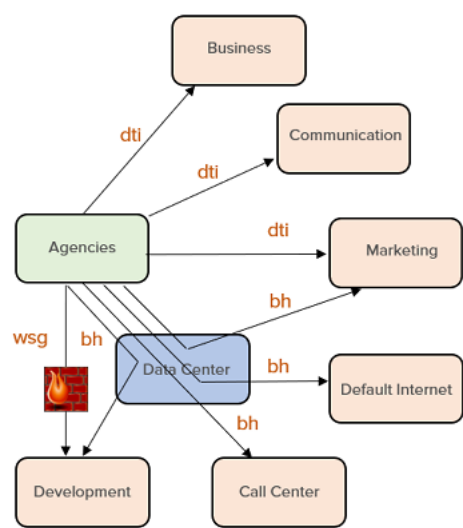 Business
dti
Communication
dti
Agencies
dti
Marketing
bh
wsg
bh
Data Center
bh
Default Internet
bh
Development
Call Center